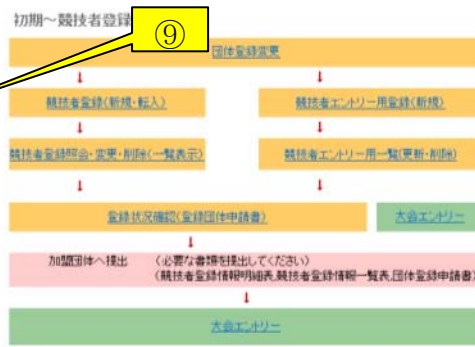 初期～競技者登録
⑨
団体登録変更
競技者登録(新規・転入)
競技者エントリー用登録(新規)
競技者登録照会・変更・削除(一覧表示)
競技者エントリー用一覧(更新・削除)
登録状況確認(登録団体申請書)
大会エントリー
加盟団体へ提出 (必要な書類を提出してください)
(競技者登録情報明細表,競技者登録情報一覧表,団体登録申請書)
大会エントリー